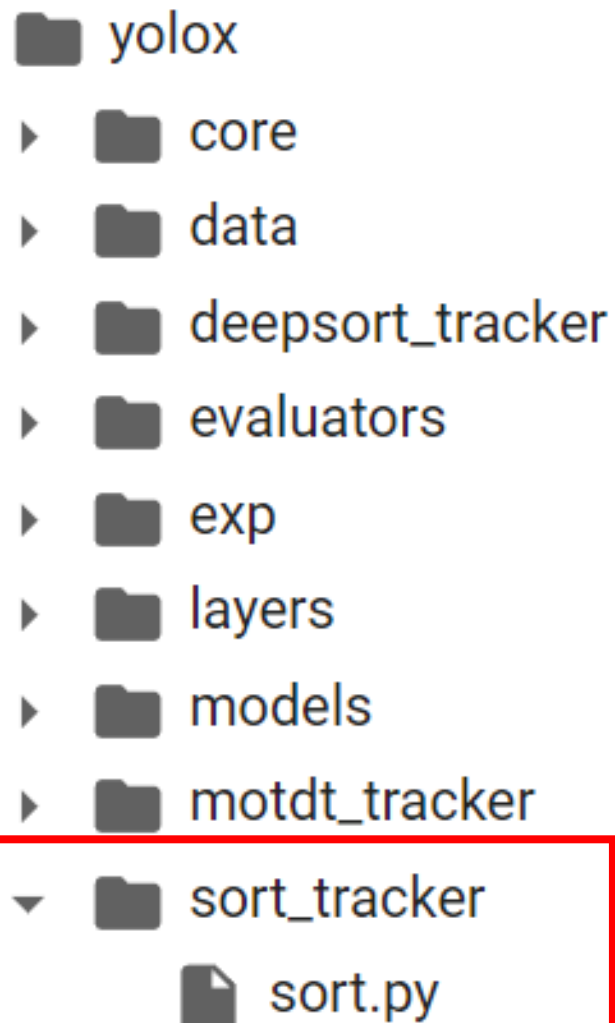 yolox
core
data
deepsort_tracker
evaluators
exp
layers
models
motdt_tracker
sort_tracker
sort.py